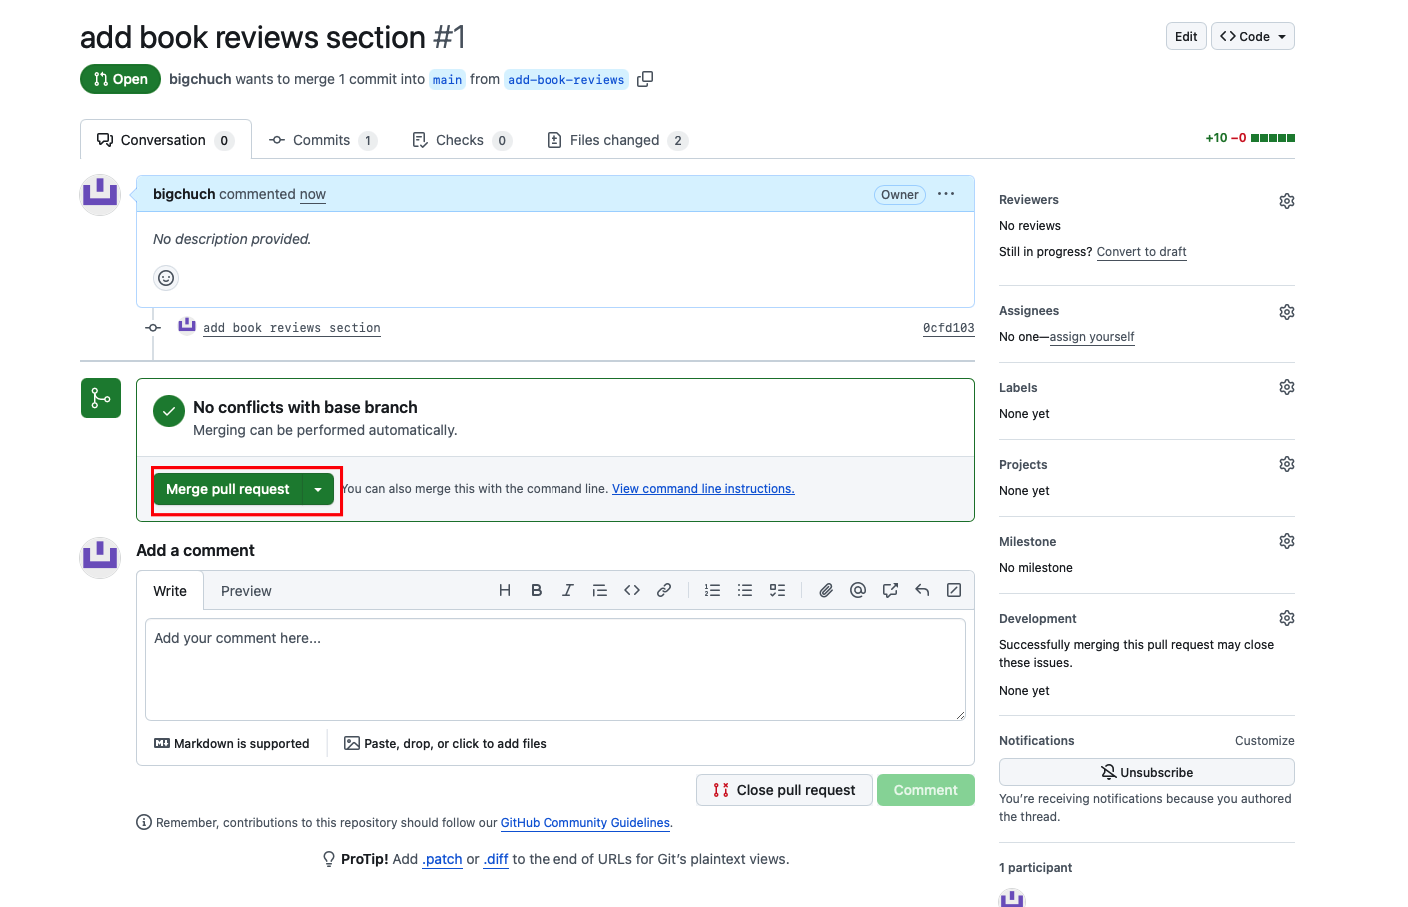 add book reviews section #1
Edit
Code
Open
bigchuch wants to merge 1 commit into main from add-book-reviews
Conversation 0
Commits 1
Checks 0
Files changed 2
+10 −0
bigchuch commented now
Owner
No description provided.
add book reviews section
0cfd103
No conflicts with base branch
Merging can be performed automatically.
Merge pull request
You can also merge this with the command line. View command line instructions.
Add a comment
Write
Preview
Add your comment here...
Markdown is supported
Paste, drop, or click to add files
Close pull request
Comment
Remember, contributions to this repository should follow our GitHub Community Guidelines.
ProTip! Add .patch or .diff to the end of URLs for Git’s plaintext views.
Reviewers
No reviews
Still in progress? Convert to draft
Assignees
No one—assign yourself
Labels
None yet
Projects
None yet
Milestone
No milestone
Development
Successfully merging this pull request may close
these issues.
None yet
Notifications
Customize
Unsubscribe
You’re receiving notifications because you authored
the thread.
1 participant